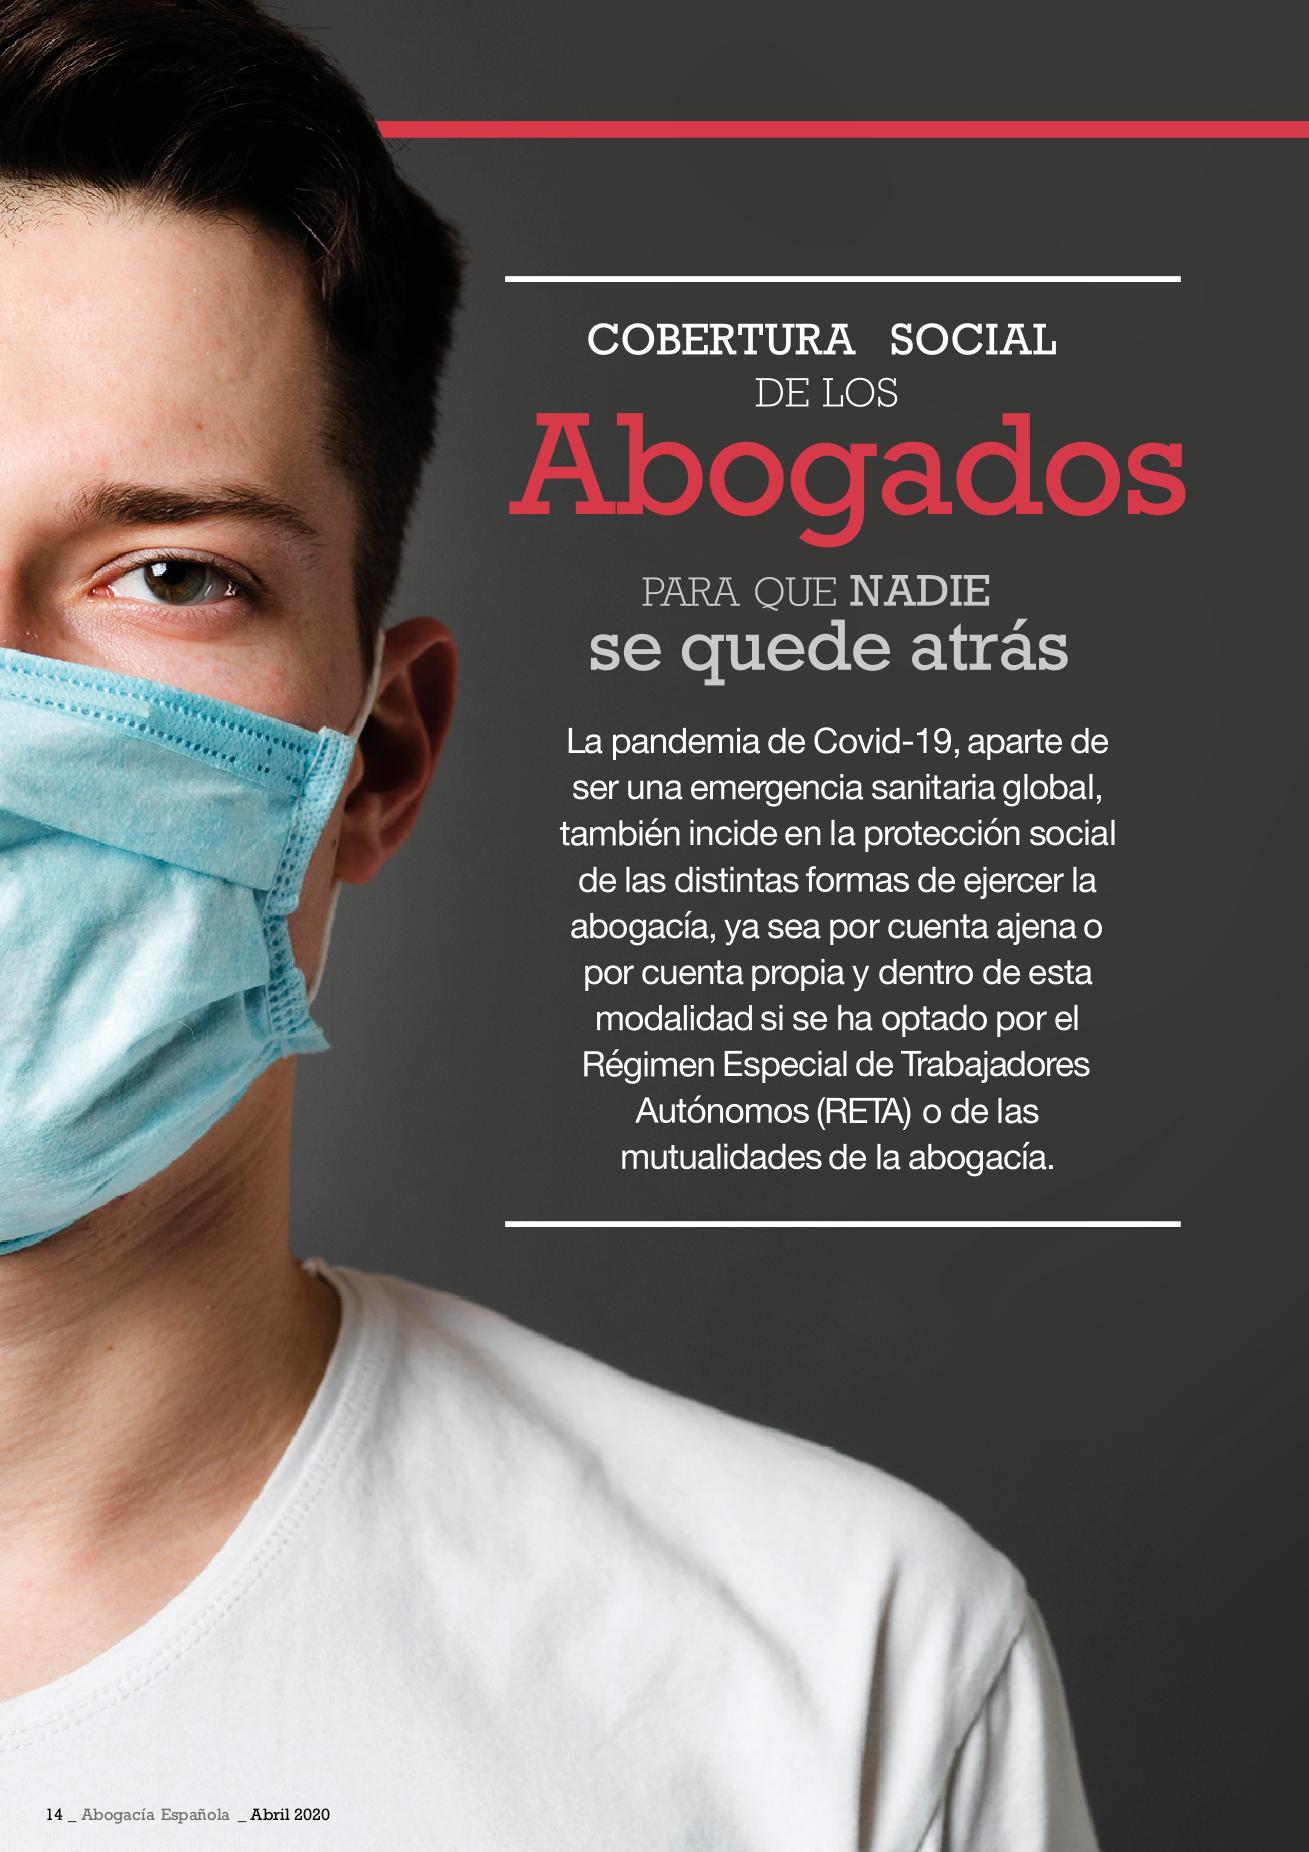 COBERTURA SOCIAL
DE LOS
Abogados
PARA QUE NADIE
se quede atrás
La pandemia de Covid-19, aparte de
ser una emergencia sanitaria global,
también incide en la protección social
de las distintas formas de ejercer la
abogacía, ya sea por cuenta ajena o
por cuenta propia y dentro de esta
modalidad si se ha optado por el
Régimen Especial de Trabajadores
Autónomos (RETA) o de las
mutualidades de la abogacía.
14 _ Abogacía Española _ Abril 2020